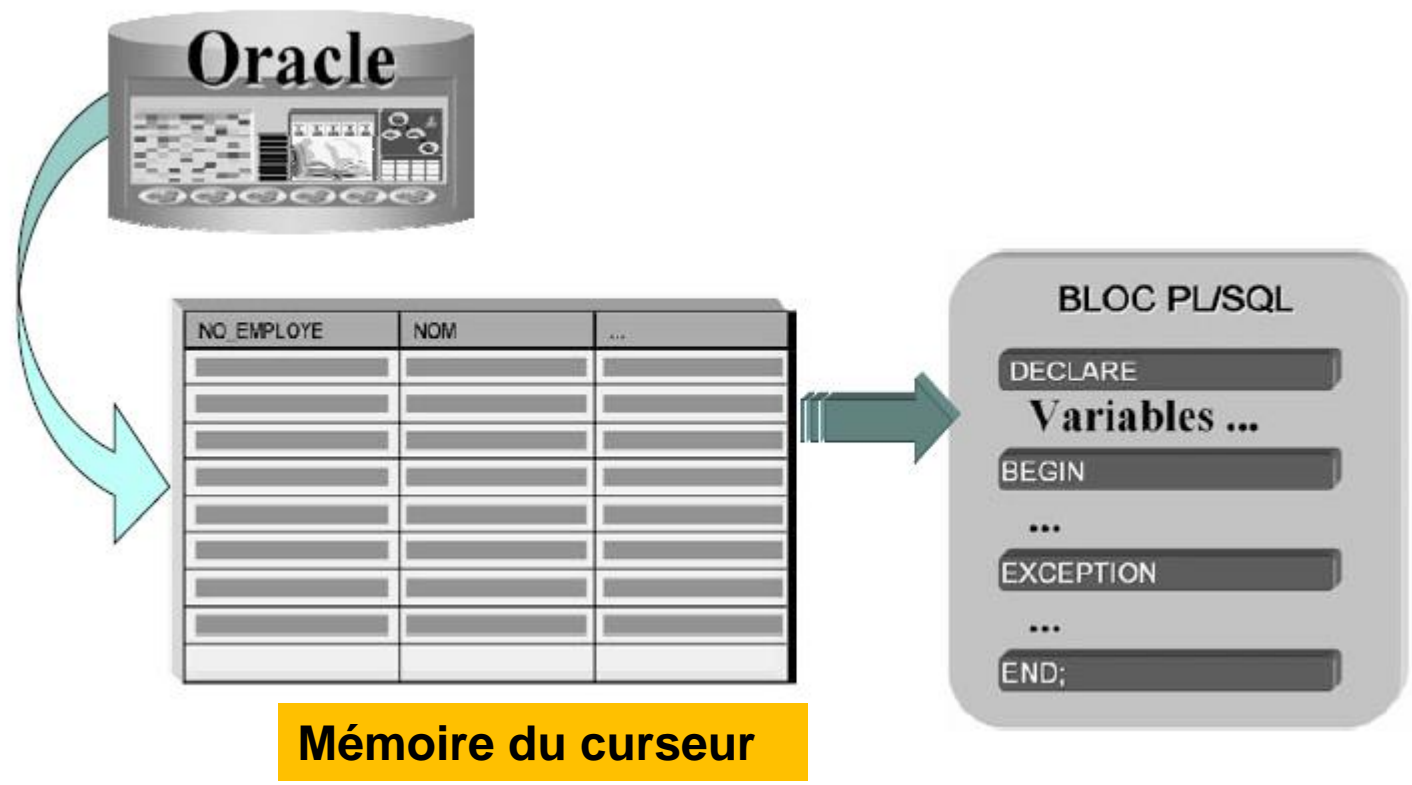 Oracle
NO_EMPLOYE NOM ...
BLOC PL/SQL
DECLARE
Variables ...
BEGIN
...
EXCEPTION
...
END;
Mémoire du curseur